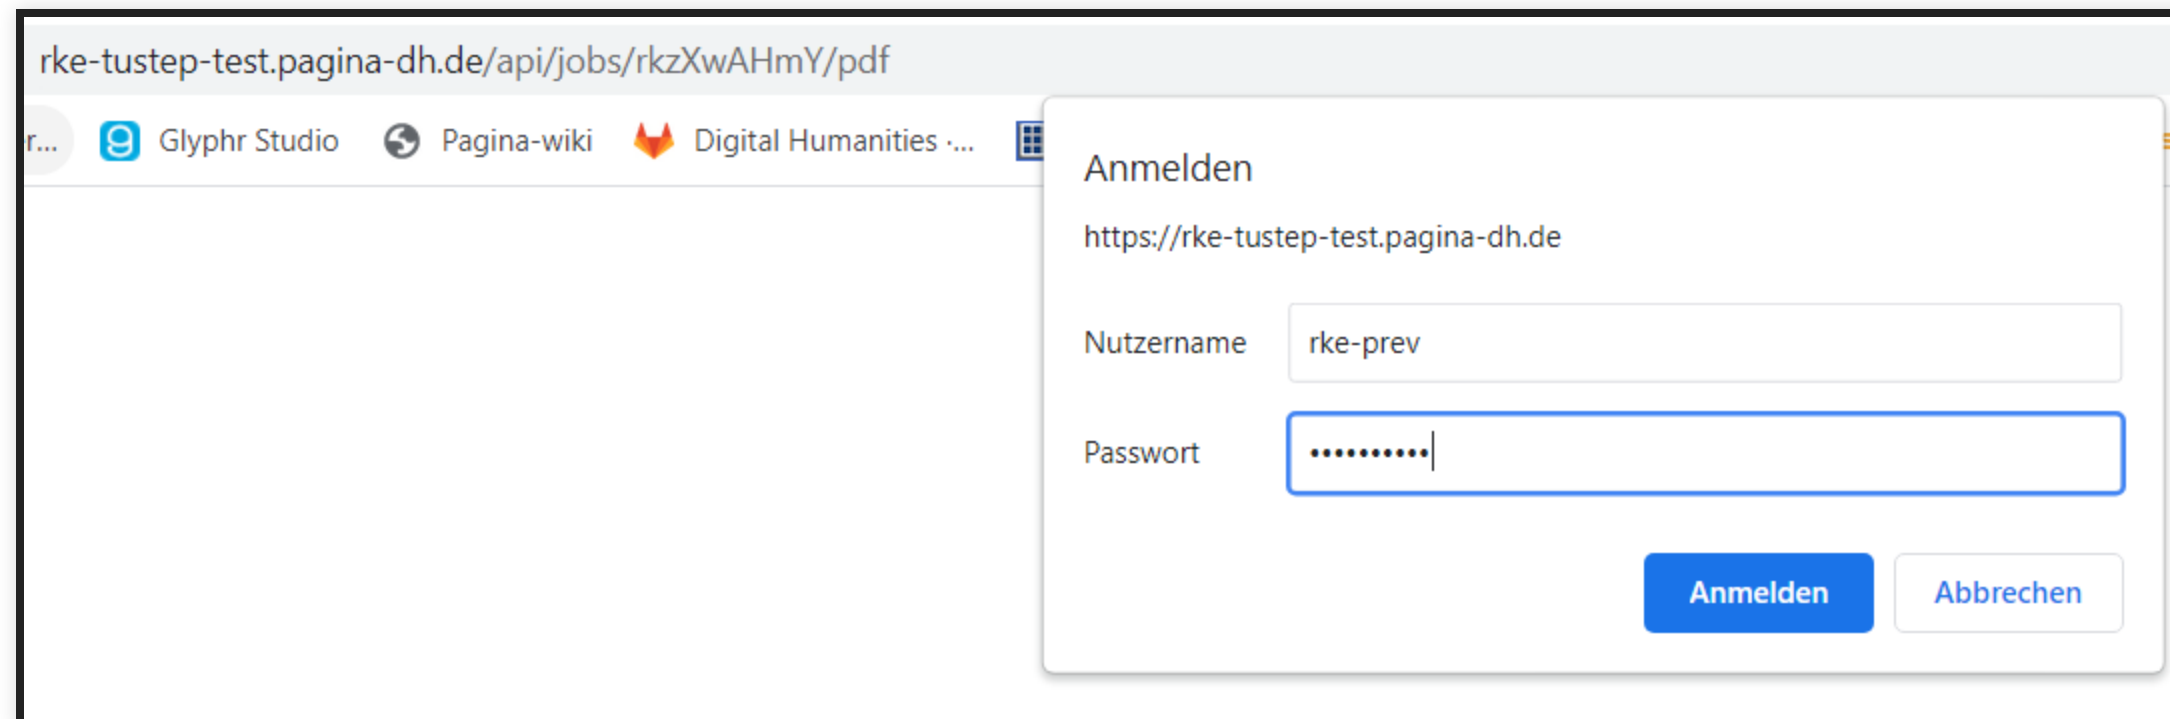 rke-tustep-test.pagina-dh.de/api/jobs/rkzXwAHmY/pdf
r... Glyphr Studio Pagina-wiki Digital Humanities ·...
Anmelden
https://rke-tustep-test.pagina-dh.de
Nutzername rke-prev
Passwort ••••••••••
Anmelden Abbrechen